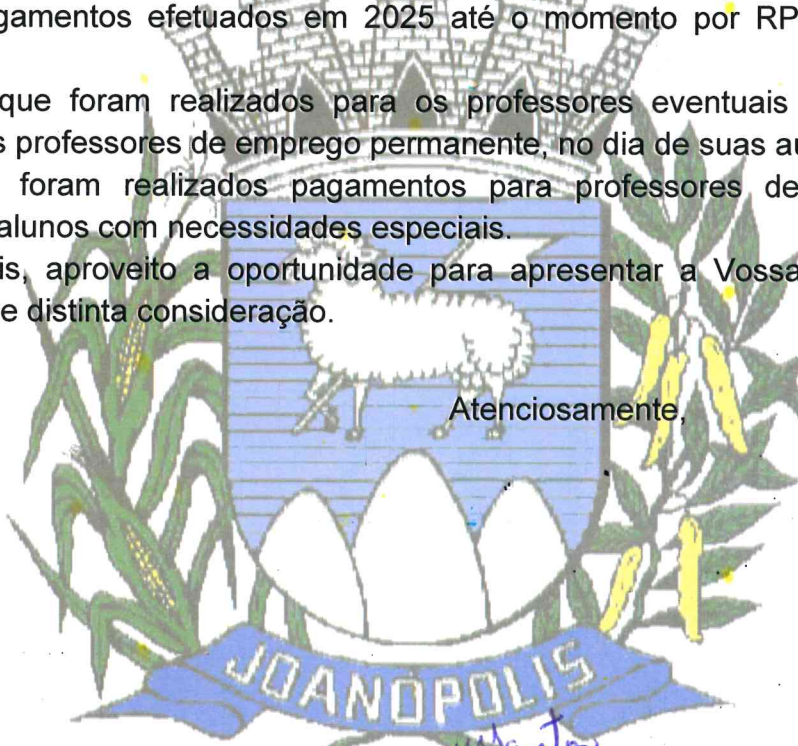 gamentos efetuados em 2025 até o momento por RP
que foram realizados para os professores eventuais
s professores de emprego permanente, no dia de suas au
foram realizados pagamentos para professores de
alunos com necessidades especiais.
is, aproveito a oportunidade para apresentar a Vossa
e distinta consideração.
Atenciosamente,
JOANÓPOLIS